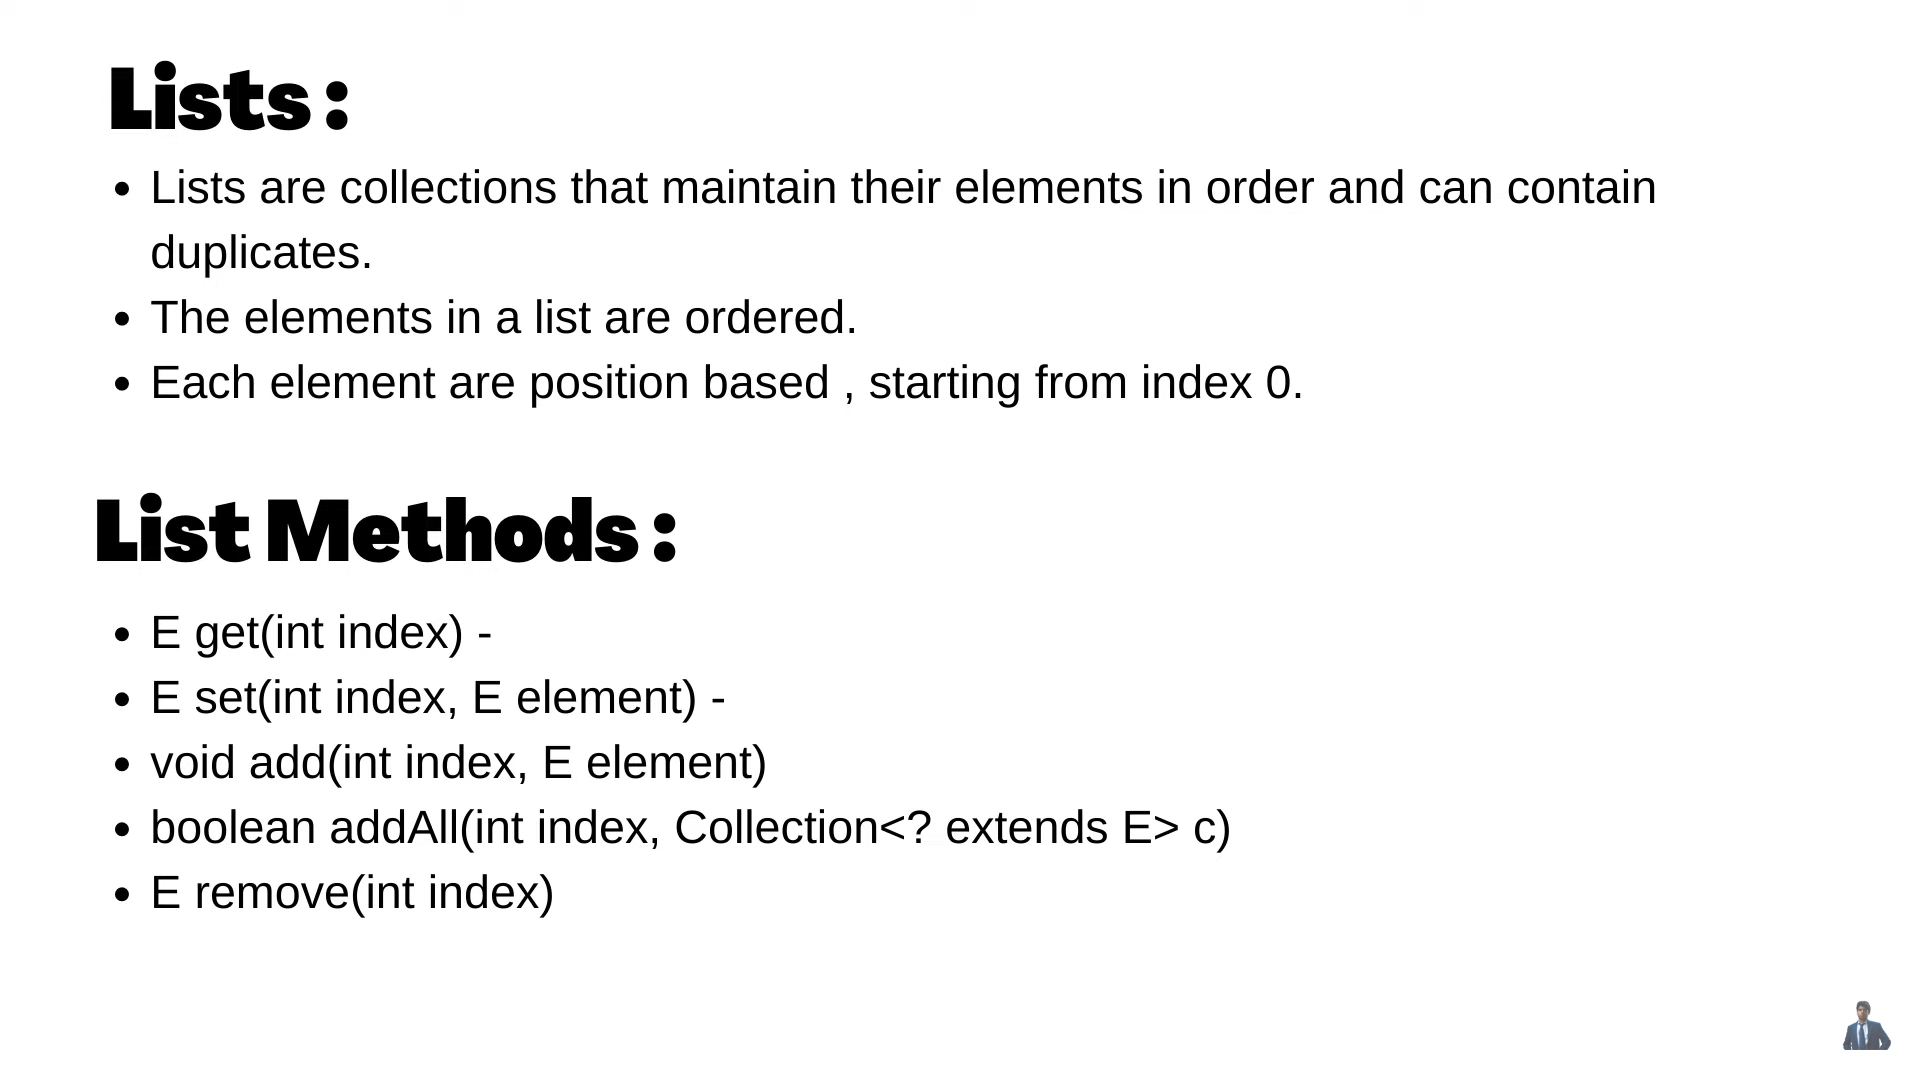 Lists :
• Lists are collections that maintain their elements in order and can contain
duplicates.
• The elements in a list are ordered.
• Each element are position based , starting from index 0.
List Methods :
• E get(int index) -
• E set(int index, E element) -
• void add(int index, E element)
• boolean addAll(int index, Collection<? extends E> c)
• E remove(int index)